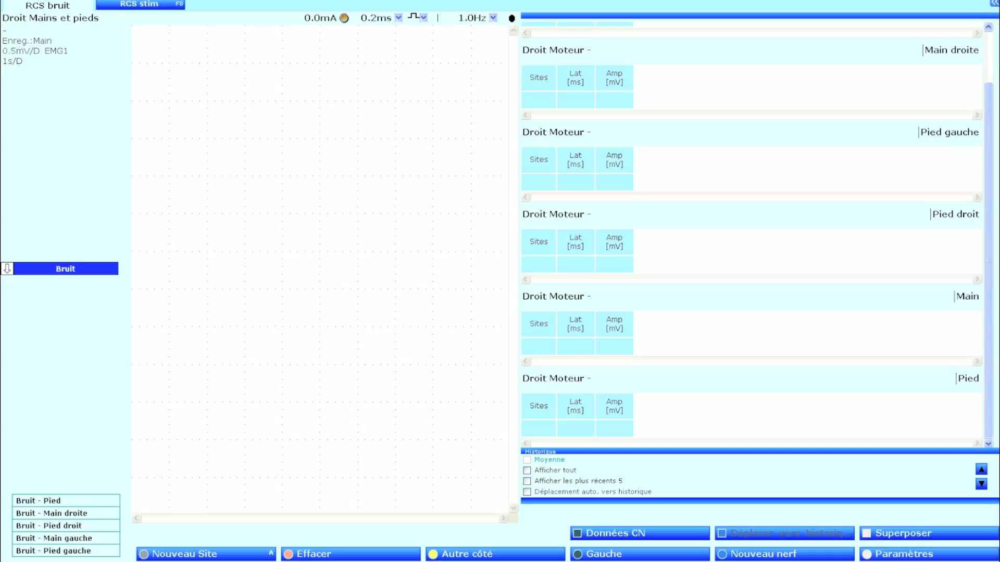 RCS bruit
RCS stim F8
Droit Mains et pieds
0.0mA 0.2ms | 1.0Hz
-
Enreg.:Main
0.5mV/D EMG1
1s/D
Bruit
Bruit - Pied
Bruit - Main droite
Bruit - Pied droit
Bruit - Main gauche
Bruit - Pied gauche
Droit Moteur - Main droite
Sites Lat [ms] Amp [mV]
Droit Moteur - Pied gauche
Sites Lat [ms] Amp [mV]
Droit Moteur - Pied droit
Sites Lat [ms] Amp [mV]
Droit Moteur - Main
Sites Lat [ms] Amp [mV]
Droit Moteur - Pied
Sites Lat [ms] Amp [mV]
Historique
Moyenne
Afficher tout
Afficher les plus récents 5
Déplacement auto. vers historique
Données CN
Déplacer vers historiq...
Superposer
Nouveau Site A
Effacer
Autre côté
Gauche
Nouveau nerf
Paramètres